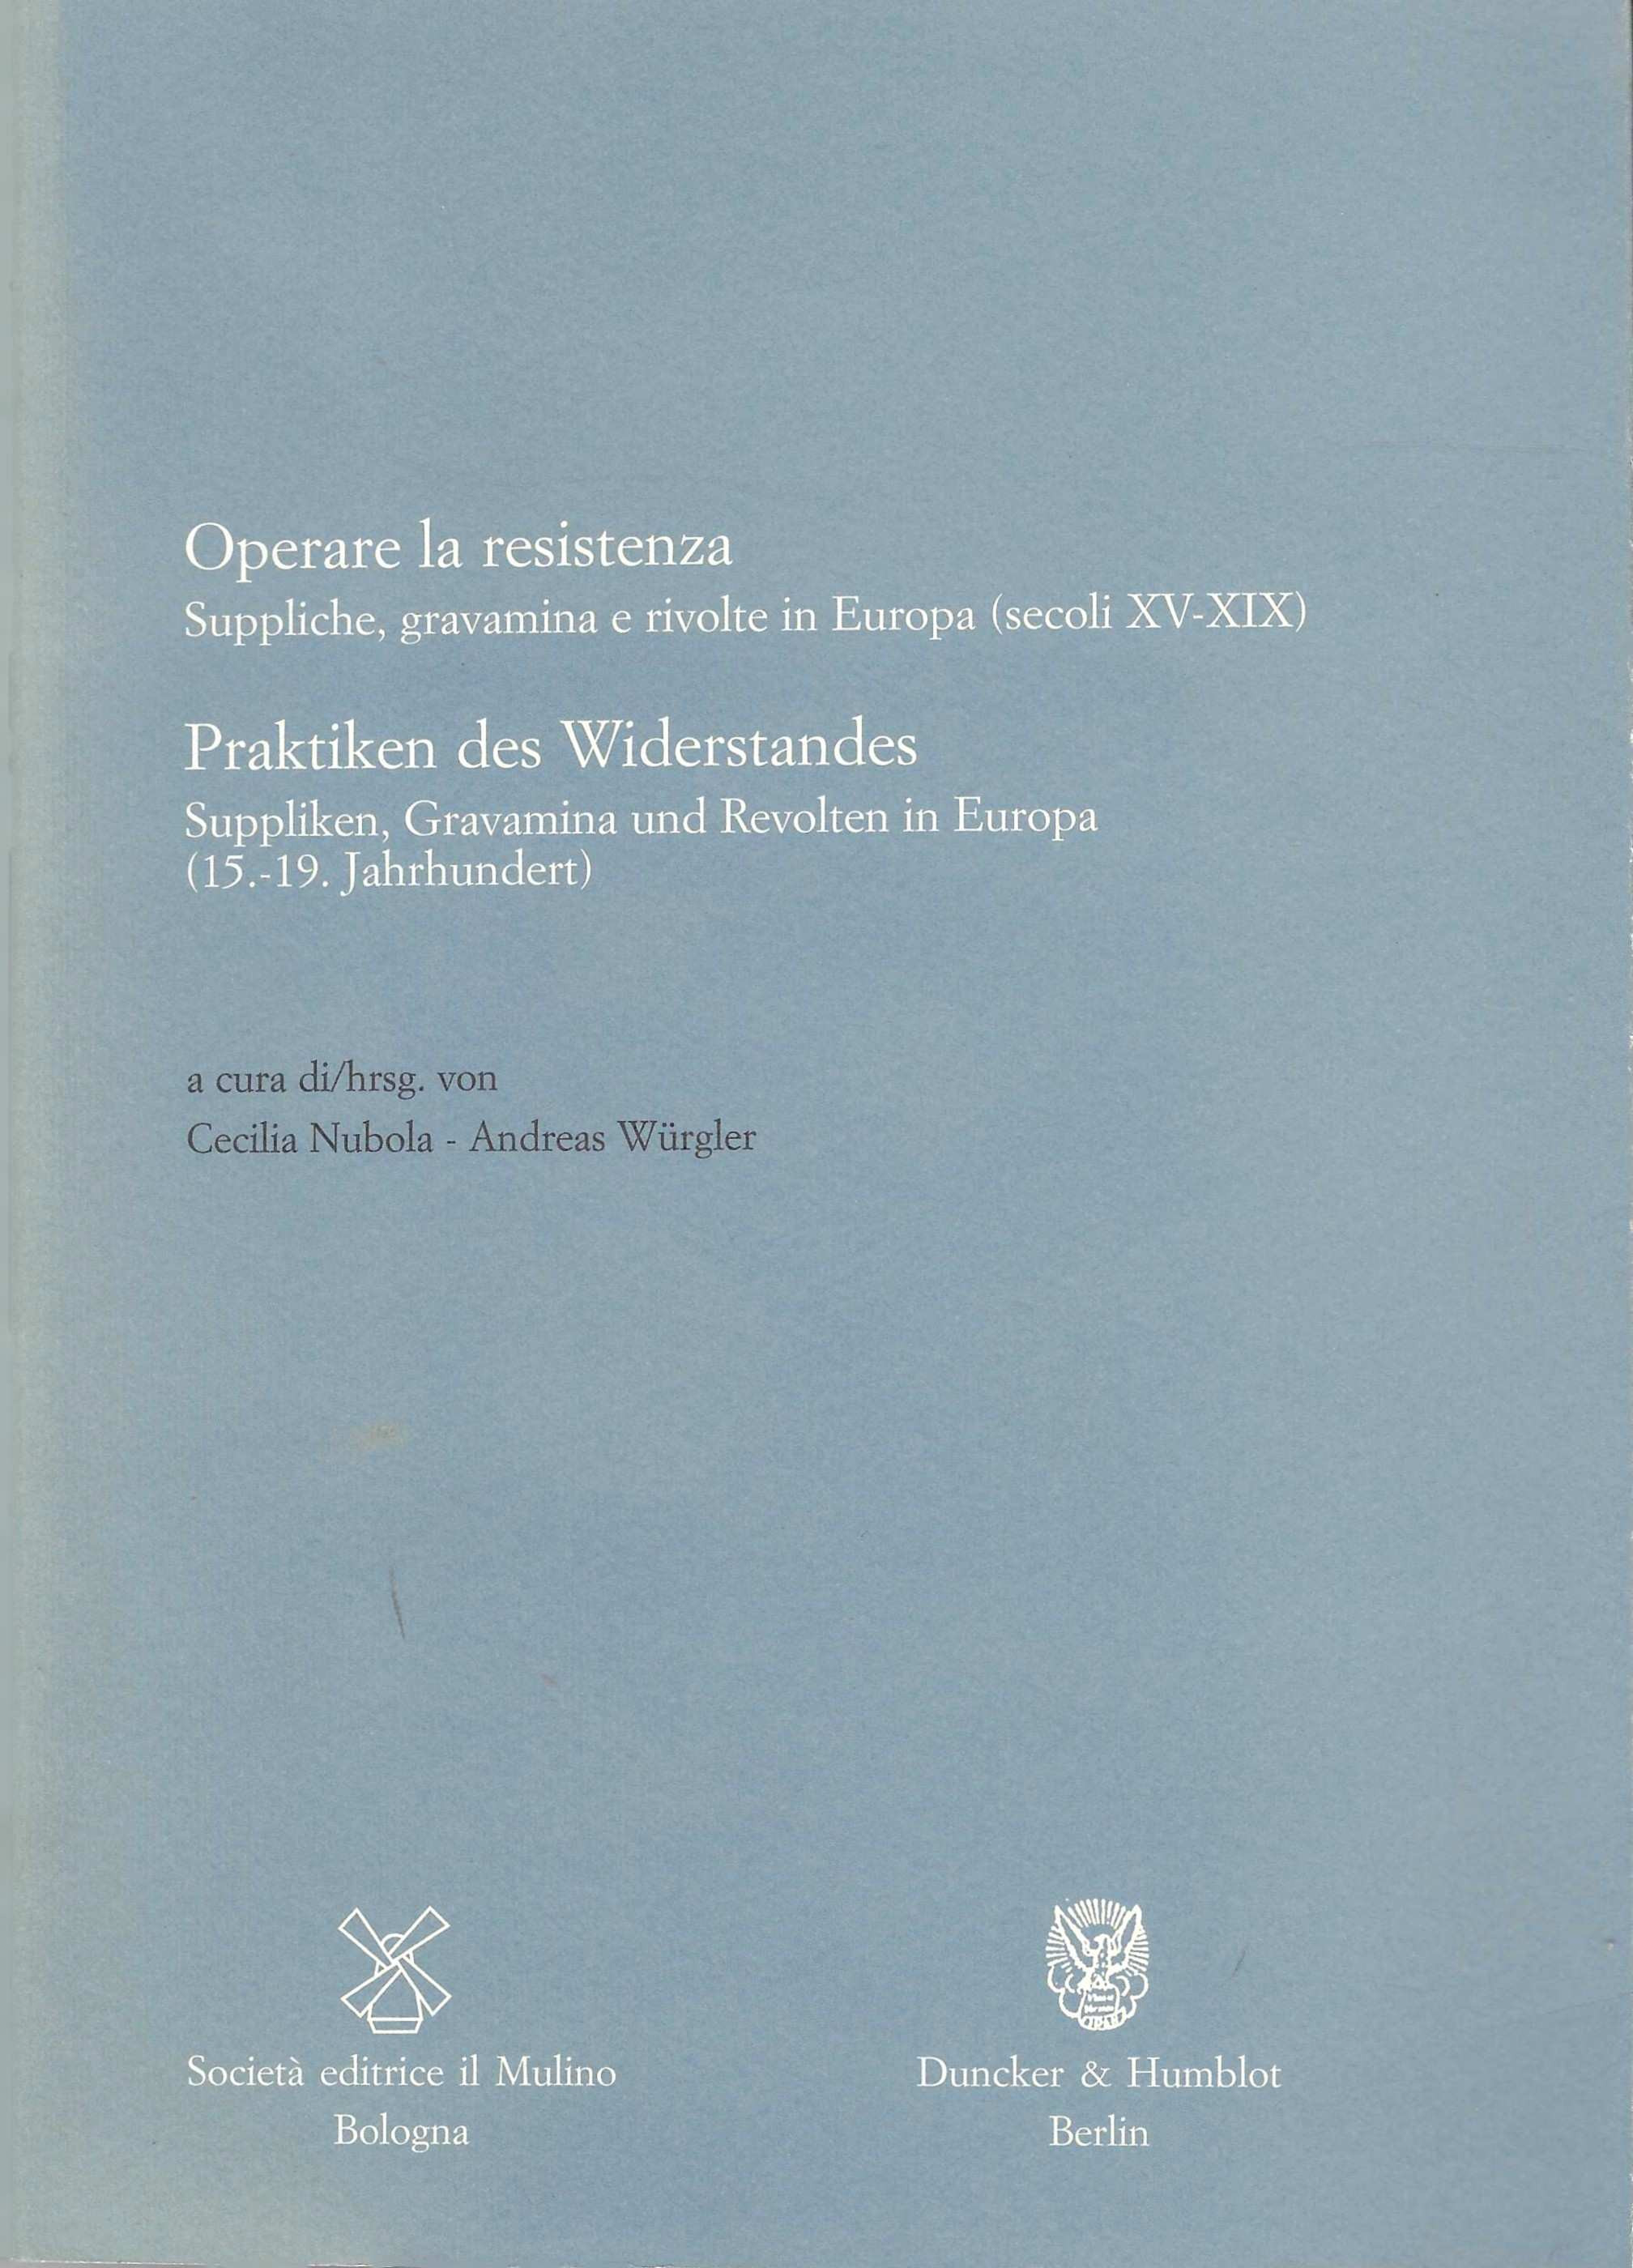 Operare la resistenza
Suppliche, gravamina e rivolte in Europa (secoli XV-XIX)
Praktiken des Widerstandes
Suppliken, Gravamina und Revolten in Europa
(15.-19. Jahrhundert)
a cura di/hrsg. von
Cecilia Nubola - Andreas Würgler
Società editrice il Mulino
Bologna
Duncker & Humblot
Berlin